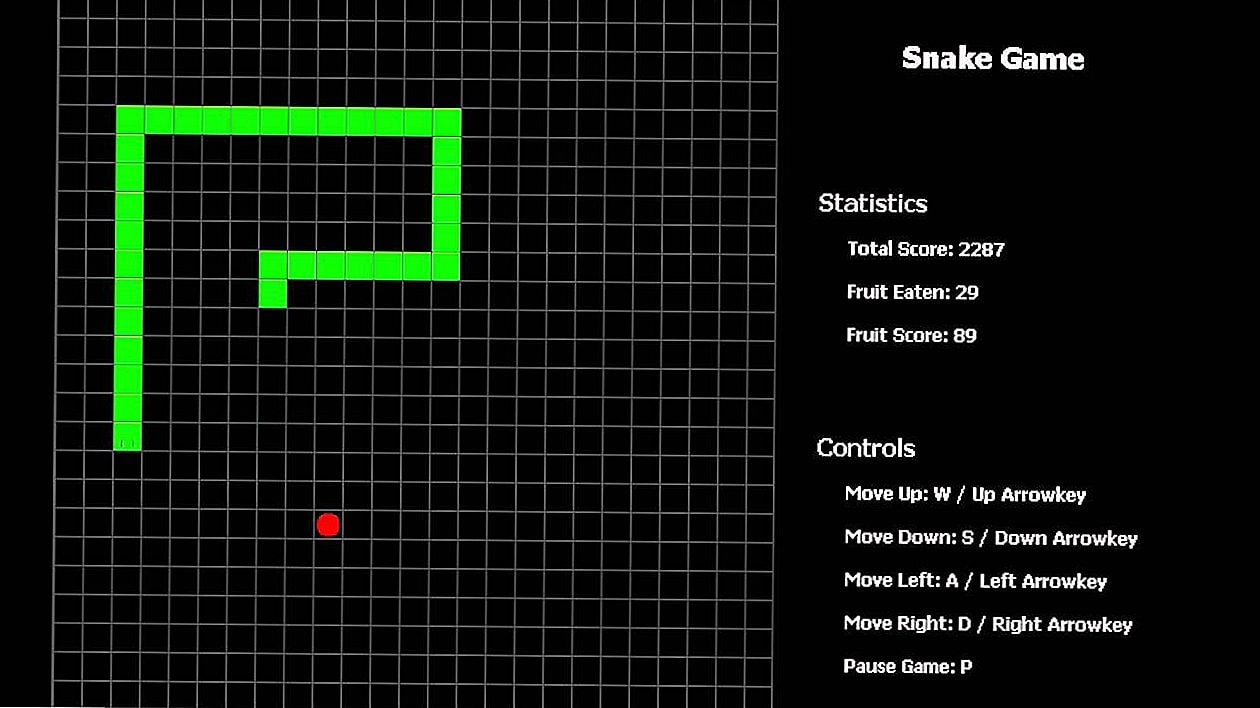 Snake Game
Statistics
Total Score: 2287
Fruit Eaten: 29
Fruit Score: 89
Controls
Move Up: W / Up Arrowkey
Move Down: S / Down Arrowkey
Move Left: A / Left Arrowkey
Move Right: D / Right Arrowkey
Pause Game: P